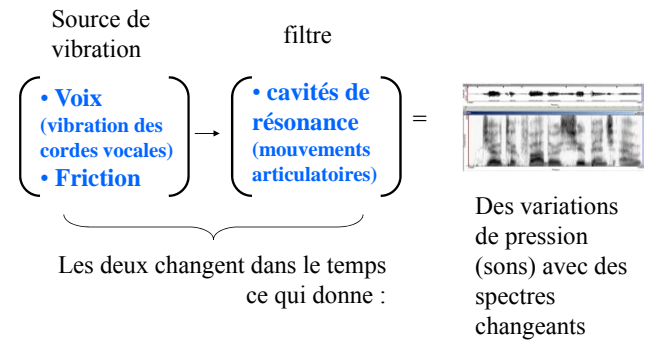 Source de
vibration
filtre
• Voix
(vibration des
cordes vocales)
• Friction
• cavités de
résonance
(mouvements
articulatoires)
=
Les deux changent dans le temps
ce qui donne :
Des variations
de pression
(sons) avec des
spectres
changeants